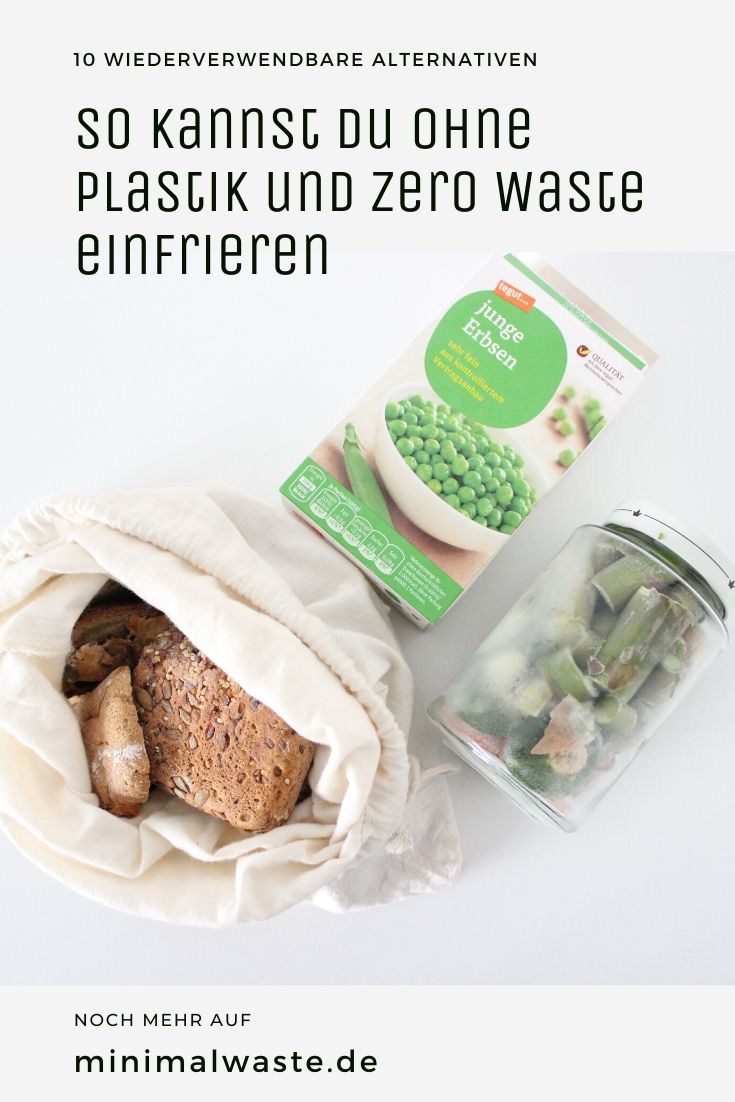 10 WIEDERVERWENDBARE ALTERNATIVEN
So kannst du ohne
Plastik und Zero Waste
einfrieren
tegut...
junge
Erbsen
sehr fein
aus kontrolliertem
Vertragsanbau
QUALITÄT
NOCH MEHR AUF
minimalwaste.de